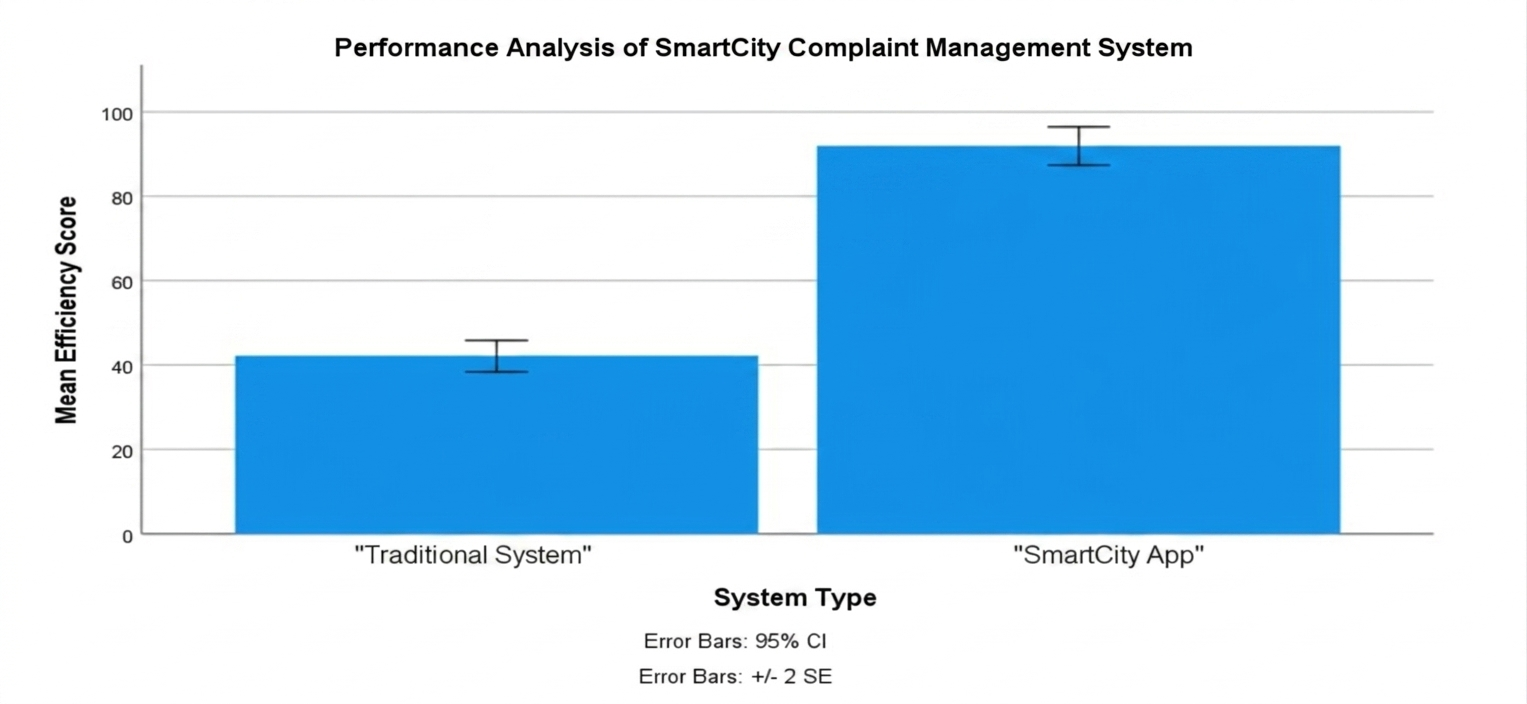 Performance Analysis of SmartCity Complaint Management System
Mean Efficiency Score
100
80
60
40
20
0
"Traditional System"
"SmartCity App"
System Type
Error Bars: 95% CI
Error Bars: +/- 2 SE